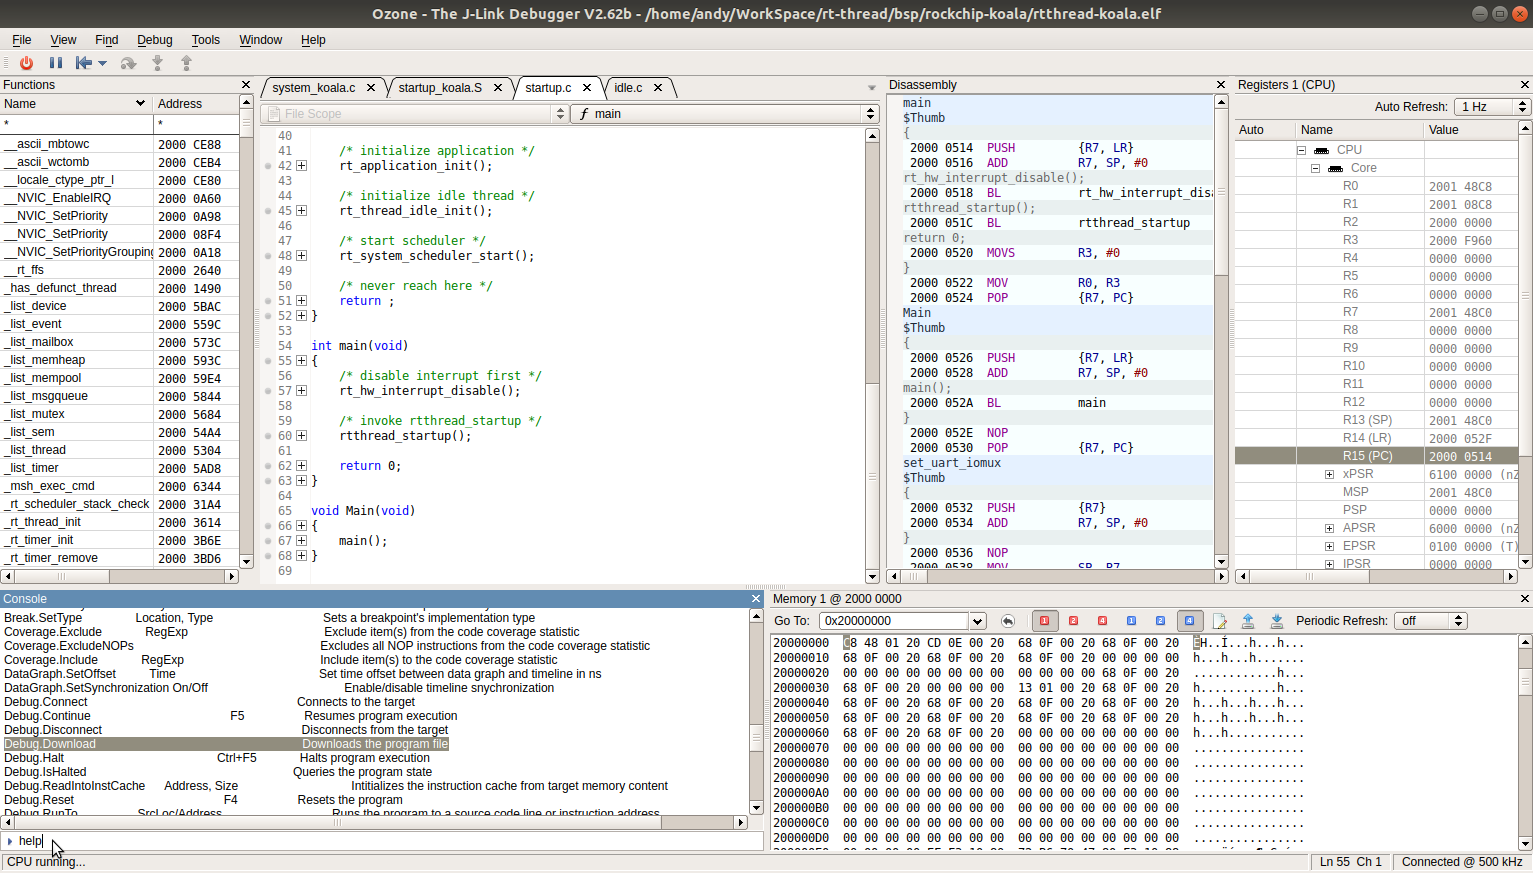 Ozone - The J-Link Debugger V2.62b - /home/andy/WorkSpace/rt-thread/bsp/rockchip-koala/rtthread-koala.elf
File View Find Debug Tools Window Help
Functions
Name Address
* *
__ascii_mbtowc 2000 CE88
__ascii_wctomb 2000 CEB4
__locale_ctype_ptr_l 2000 CE80
__NVIC_EnableIRQ 2000 0A60
__NVIC_SetPriority 2000 0A98
__NVIC_SetPriority 2000 08F4
__NVIC_SetPriorityGrouping 2000 0A18
__rt_ffs 2000 2640
_has_defunct_thread 2000 1490
_list_device 2000 5BAC
_list_event 2000 559C
_list_mailbox 2000 573C
_list_memheap 2000 593C
_list_mempool 2000 59E4
_list_msgqueue 2000 5844
_list_mutex 2000 5684
_list_sem 2000 54A4
_list_thread 2000 5304
_list_timer 2000 5AD8
_msh_exec_cmd 2000 6344
_rt_scheduler_stack_check 2000 31A4
_rt_thread_init 2000 3614
_rt_timer_init 2000 3B6E
_rt_timer_remove 2000 3BD6
system_koala.c startup_koala.S startup.c idle.c
File Scope main
40
41 /* initialize application */
42 rt_application_init();
43
44 /* initialize idle thread */
45 rt_thread_idle_init();
46
47 /* start scheduler */
48 rt_system_scheduler_start();
49
50 /* never reach here */
51 return ;
52 }
53
54 int main(void)
55 {
56 /* disable interrupt first */
57 rt_hw_interrupt_disable();
58
59 /* invoke rtthread_startup */
60 rtthread_startup();
61
62 return 0;
63 }
64
65 void Main(void)
66 {
67 main();
68 }
69
Disassembly
main
$Thumb
{
2000 0514 PUSH {R7, LR}
2000 0516 ADD R7, SP, #0
rt_hw_interrupt_disable();
2000 0518 BL rt_hw_interrupt_disa
rtthread_startup();
2000 051C BL rtthread_startup
return 0;
2000 0520 MOVS R3, #0
}
2000 0522 MOV R0, R3
2000 0524 POP {R7, PC}
Main
$Thumb
{
2000 0526 PUSH {R7, LR}
2000 0528 ADD R7, SP, #0
main();
2000 052A BL main
}
2000 052E NOP
2000 0530 POP {R7, PC}
set_uart_iomux
$Thumb
{
2000 0532 PUSH {R7}
2000 0534 ADD R7, SP, #0
}
2000 0536 NOP
2000 0538 MOV SP, R7
Registers 1 (CPU)
Auto Refresh: 1 Hz
Auto Name Value
CPU
Core
R0 2001 48C8
R1 2001 08C8
R2 2000 0000
R3 2000 F960
R4 0000 0000
R5 0000 0000
R6 0000 0000
R7 2001 48C0
R8 0000 0000
R9 0000 0000
R10 0000 0000
R11 0000 0000
R12 0000 0000
R13 (SP) 2001 48C0
R14 (LR) 2000 052F
R15 (PC) 2000 0514
xPSR 6100 0000 (nZ
MSP 2001 48C0
PSP 0000 0000
APSR 6000 0000 (nZ
EPSR 0100 0000 (T)
IPSR 0000 0000
Console
Break.SetType Location, Type Sets a breakpoint's implementation type
Coverage.Exclude RegExp Exclude item(s) from the code coverage statistic
Coverage.ExcludeNOPs Excludes all NOP instructions from the code coverage statistic
Coverage.Include RegExp Include item(s) to the code coverage statistic
DataGraph.SetOffset Time Set time offset between data graph and timeline in ns
DataGraph.SetSynchronization On/Off Enable/disable timeline snychronization
Debug.Connect Connects to the target
Debug.Continue F5 Resumes program execution
Debug.Disconnect Disconnects from the target
Debug.Download Downloads the program file
Debug.Halt Ctrl+F5 Halts program execution
Debug.IsHalted Queries the program state
Debug.ReadIntoInstCache Address, Size Intitializes the instruction cache from target memory content
Debug.Reset F4 Resets the program
Debug.RunTo SrcLoc/Address Runs the program to a source code line or instruction address
help
Memory 1 @ 2000 0000
Go To: 0x20000000 1 2 4 1 2 4 Periodic Refresh: off
20000000 C8 48 01 20 CD 0E 00 20 68 0F 00 20 68 0F 00 20 ÈH..Í...h...h...
20000010 68 0F 00 20 68 0F 00 20 68 0F 00 20 00 00 00 00 h...h...h.......
20000020 00 00 00 00 00 00 00 00 00 00 00 00 68 0F 00 20 ............h...
20000030 68 0F 00 20 00 00 00 00 13 01 00 20 68 0F 00 20 h...........h...
20000040 68 0F 00 20 68 0F 00 20 68 0F 00 20 68 0F 00 20 h...h...h...h...
20000050 68 0F 00 20 68 0F 00 20 68 0F 00 20 68 0F 00 20 h...h...h...h...
20000060 68 0F 00 20 68 0F 00 20 00 00 00 00 00 00 00 00 h...h...........
20000070 00 00 00 00 00 00 00 00 00 00 00 00 00 00 00 00 ................
20000080 00 00 00 00 00 00 00 00 00 00 00 00 00 00 00 00 ................
20000090 00 00 00 00 00 00 00 00 00 00 00 00 00 00 00 00 ................
200000A0 00 00 00 00 00 00 00 00 00 00 00 00 00 00 00 00 ................
200000B0 00 00 00 00 00 00 00 00 00 00 00 00 00 00 00 00 ................
200000C0 00 00 00 00 00 00 00 00 00 00 00 00 00 00 00 00 ................
200000D0 00 00 00 00 00 00 00 00 00 00 00 00 00 00 00 00 ................
CPU running... Ln 55 Ch 1 Connected @ 500 kHz